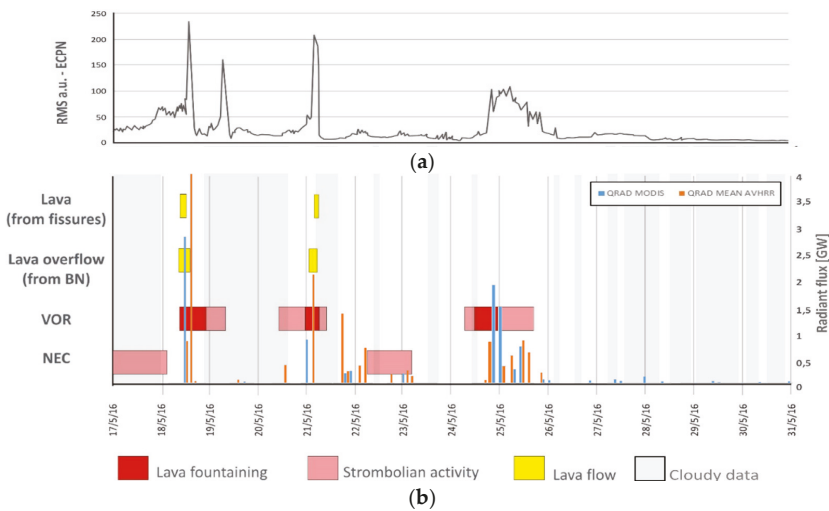 250
200
150
100
50
0
RMS a.u. - ECPN
(a)
QRAD MODIS QRAD MEAN AVHRR
Lava
(from fissures)
Lava overflow
(from BN)
VOR
NEC
4
3,5
3
2,5
2
1,5
1
0,5
0
Radiant flux [GW]
17/5/16 18/5/16 19/5/16 20/5/16 21/5/16 22/5/16 23/5/16 24/5/16 25/5/16 26/5/16 27/5/16 28/5/16 29/5/16 30/5/16 31/5/16
Lava fountaining Strombolian activity Lava flow Cloudy data
(b)